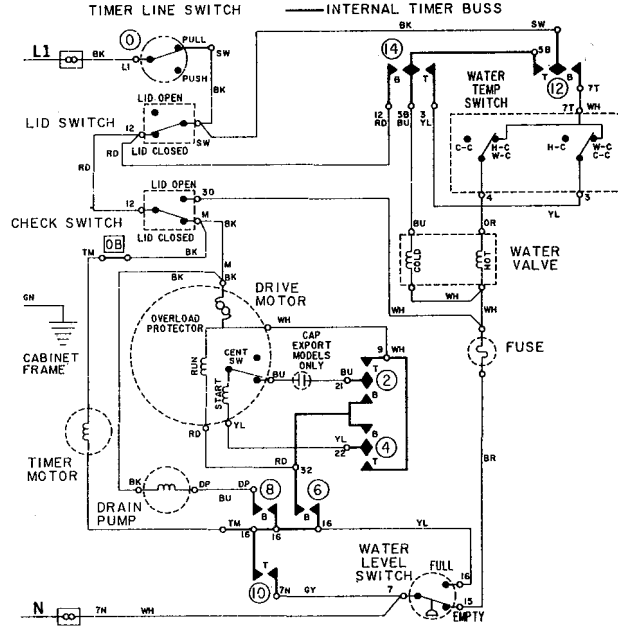 TIMER LINE SWITCH
INTERNAL TIMER BUSS
BK
SW
0
PULL
14
5B
L1
BK
L1
SW
B
T
T
B
PUSH
BK
WATER
TEMP
SWITCH
12
7T
LID OPEN
12
RD
5B
BU
3
YL
7T
WH
LID SWITCH
12
SW
RD
LID CLOSED
C-C
H-C
W-C
H-C
W-C
C-C
RD
LID OPEN
30
4
3
12
M
BK
YL
CHECK SWITCH
LID CLOSED
BU
OR
TM
0B
BK
M
COLD
HOT
WATER
VALVE
BK
BK
GN
DRIVE
MOTOR
WH
WH
WH
OVERLOAD
PROTECTOR
WH
CAP
EXPORT
MODELS
ONLY
9
WH
FUSE
CABINET
FRAME
RUN
CENT
SW
T
BU
BU
21
2
START
B
B
RD
YL
YL
22
4
T
BR
TIMER
MOTOR
RD
32
BK
DP
DP
8
6
BU
B
B
DRAIN
PUMP
TM
16
16
16
YL
WATER
LEVEL
SWITCH
FULL
T
16
10
7N
GY
7
15
EMPTY
N
7N
WH